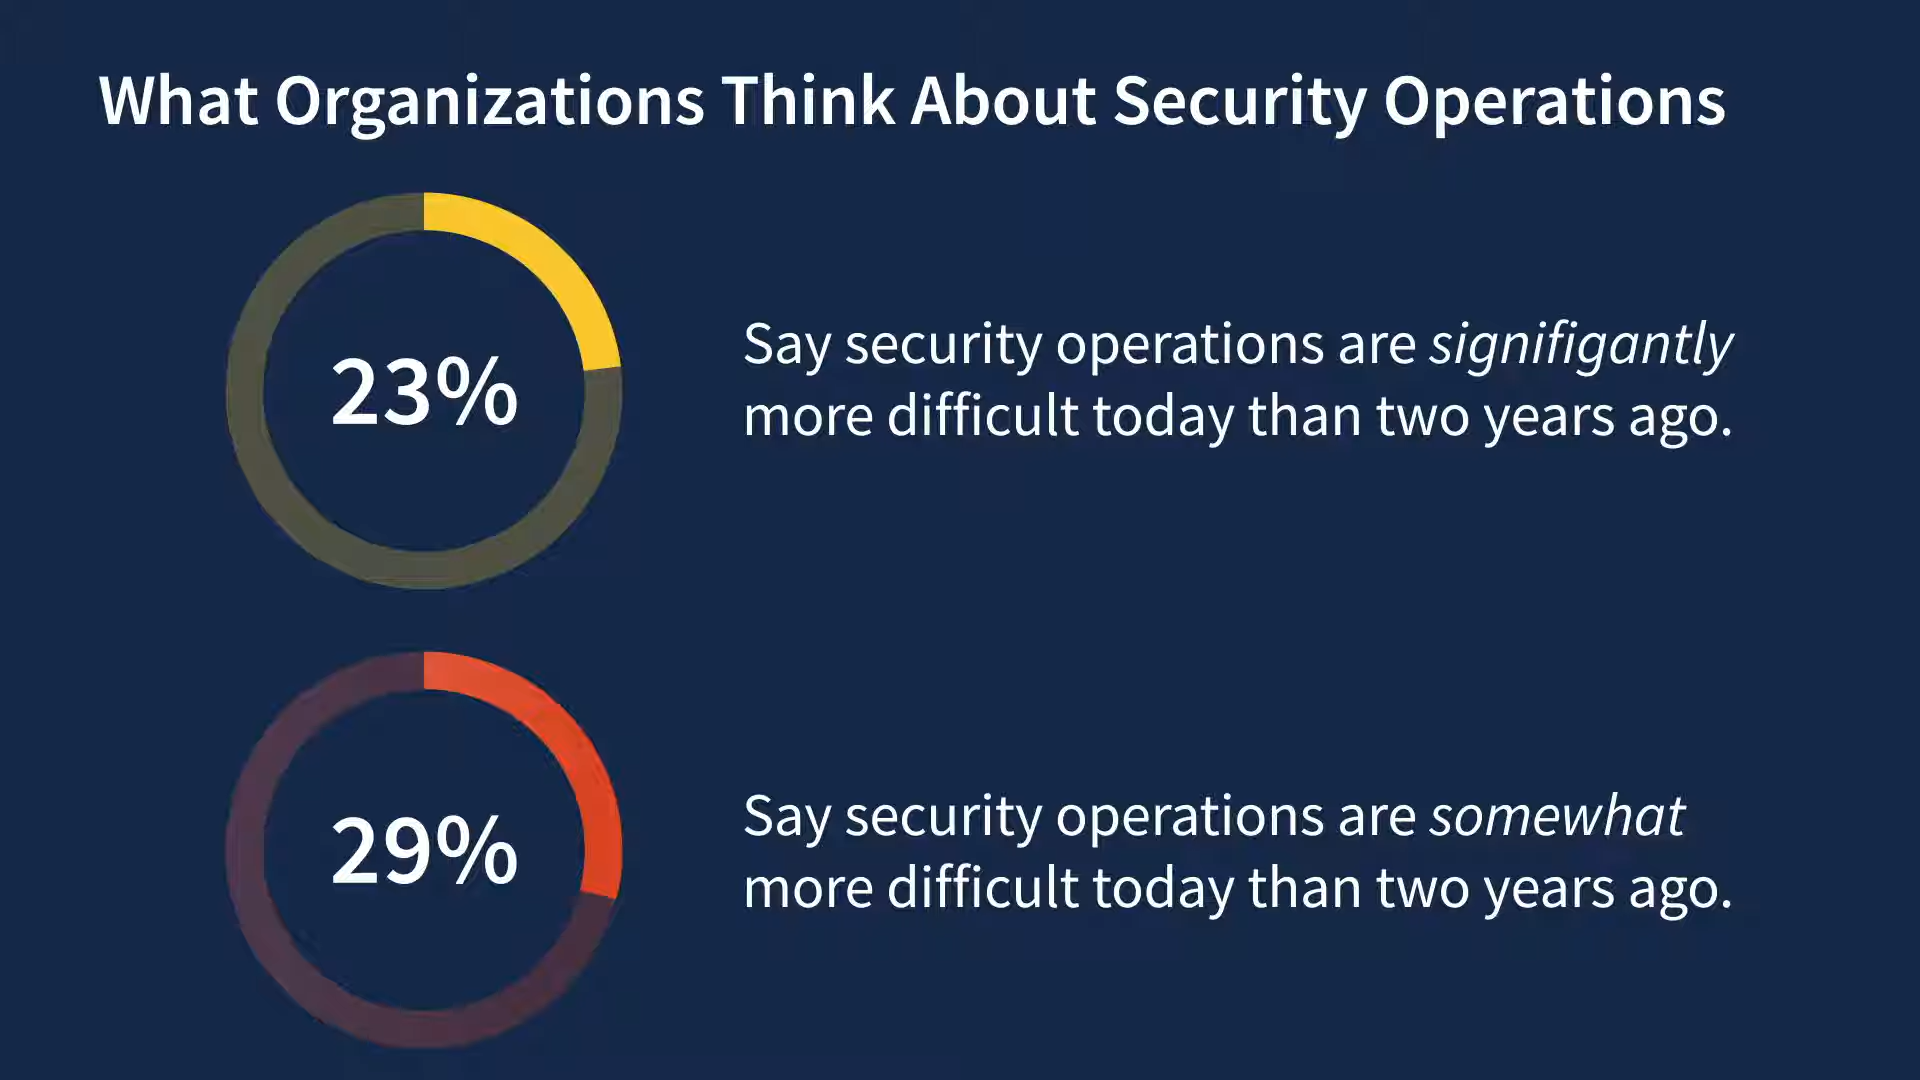 What Organizations Think About Security Operations
23%
Say security operations are signifigantly
more difficult today than two years ago.
29%
Say security operations are somewhat
more difficult today than two years ago.